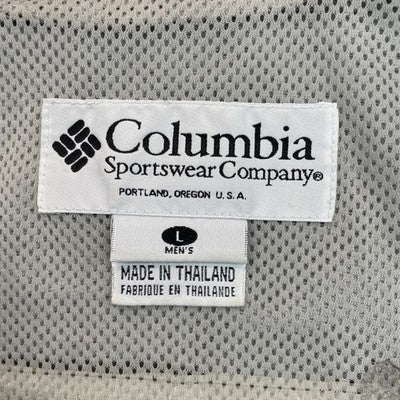 Columbia
Sportswear Company®
PORTLAND, OREGON U.S.A.
L
MEN'S
MADE IN THAILAND
FABRIQUE EN THAILANDE